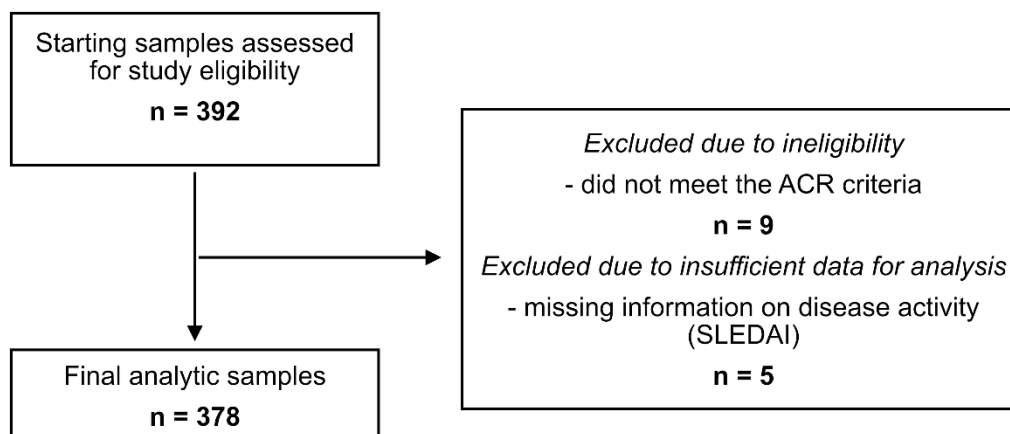 Starting samples assessed
for study eligibility
n = 392
Excluded due to ineligibility
- did not meet the ACR criteria
n = 9
Excluded due to insufficient data for analysis
- missing information on disease activity
(SLEDAI)
n = 5
Final analytic samples
n = 378